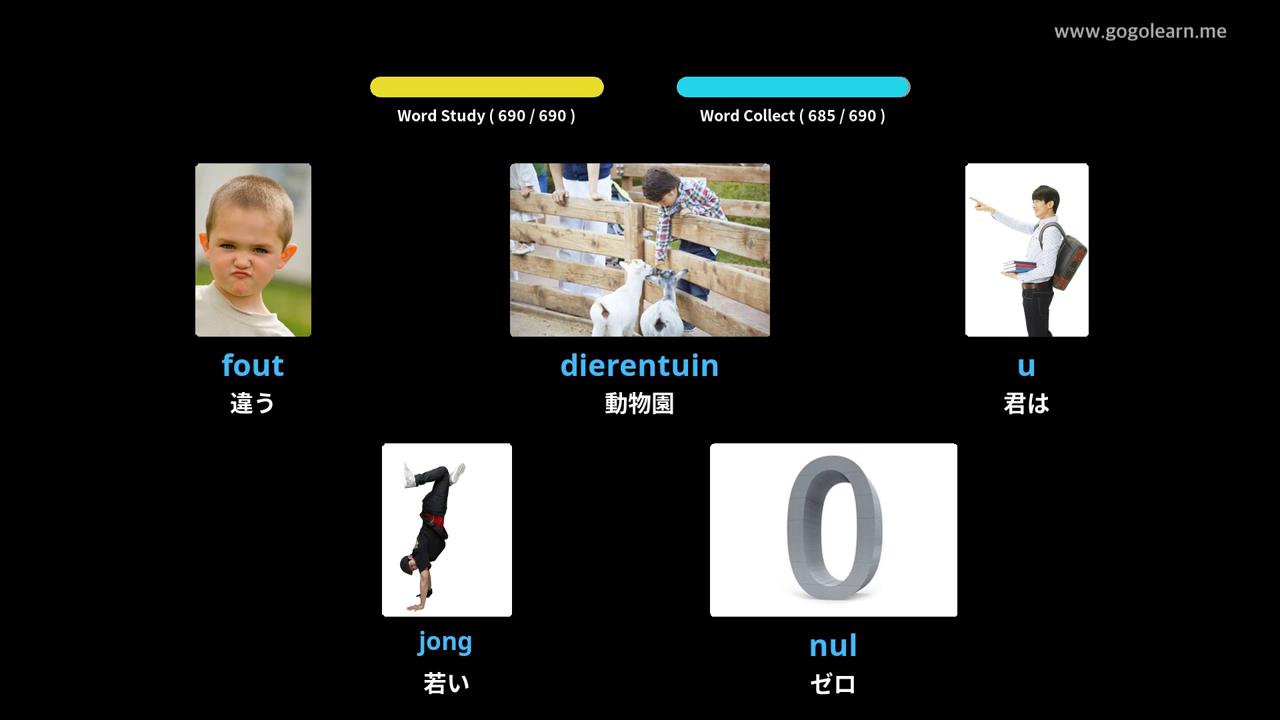 www.gogolearn.me
Word Study ( 690 / 690 )
Word Collect ( 685 / 690 )
fout
違う
dierentuin
動物園
u
君は
jong
若い
nul
ゼロ